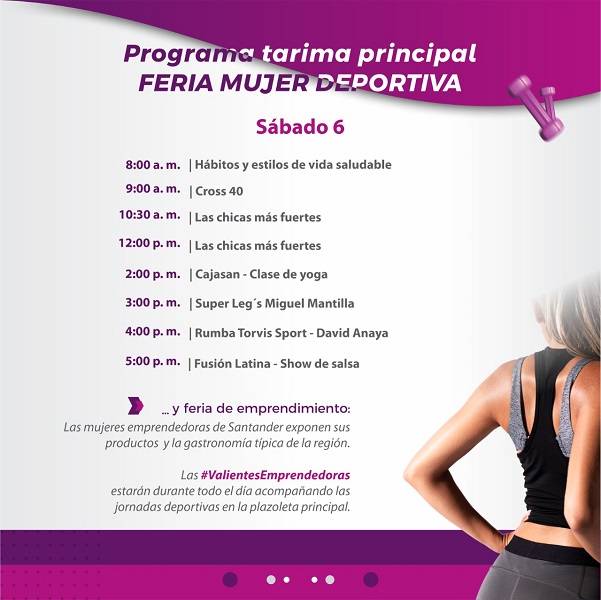 Programa tarima principal
FERIA MUJER DEPORTIVA
Sábado 6
8:00 a. m. | Hábitos y estilos de vida saludable
9:00 a. m. | Cross 40
10:30 a. m. | Las chicas más fuertes
12:00 p. m. | Las chicas más fuertes
2:00 p. m. | Cajasan - Clase de yoga
3:00 p. m. | Super Leg´s Miguel Mantilla
4:00 p. m. | Rumba Torvis Sport - David Anaya
5:00 p. m. | Fusión Latina - Show de salsa
... y feria de emprendimiento:
Las mujeres emprendedoras de Santander exponen sus
productos y la gastronomía típica de la región.
Las #ValientesEmprendedoras
estarán durante todo el día acompañando las
jornadas deportivas en la plazoleta principal.